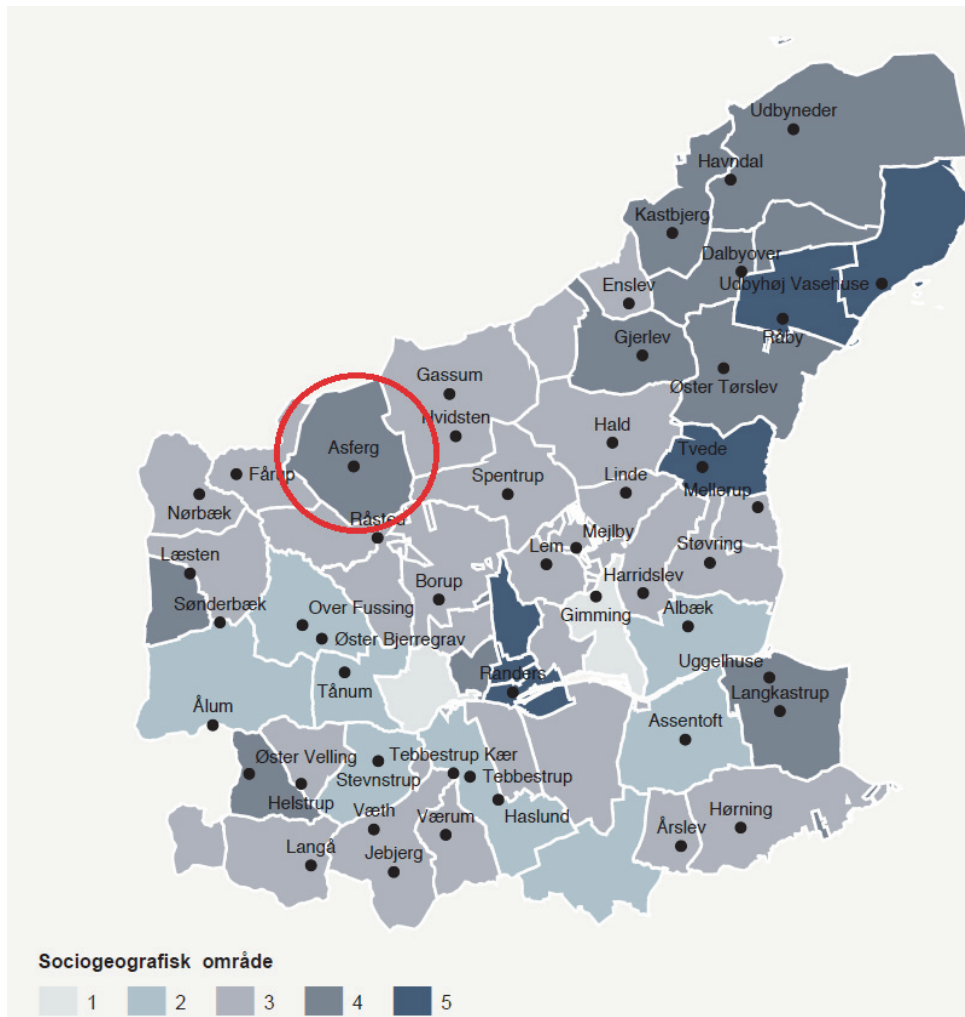 Udbyneder
Havndal
Kastbjerg
Dalbyover
Udbyhøj Vasehuse
Enslev
Råby
Gjerlev
Øster Tørslev
Gassum
Hvidsten
Hald
Asferg
Tvede
Fårup
Spentrup
Linde
Mellerup
Nørbæk
Råsted
Mejlby
Læsten
Lem
Støvring
Borup
Harridslev
Sønderbæk
Over Fussing
Gimming
Albæk
Øster Bjerregrav
Uggelhuse
Randers
Tånum
Langkastrup
Ålum
Assentoft
Øster Velling
Tebbestrup Kær
Stevnstrup
Tebbestrup
Helstrup
Væth
Værum
Haslund
Hørning
Årslev
Langå
Jebjerg
Sociogeografisk område
1 2 3 4 5